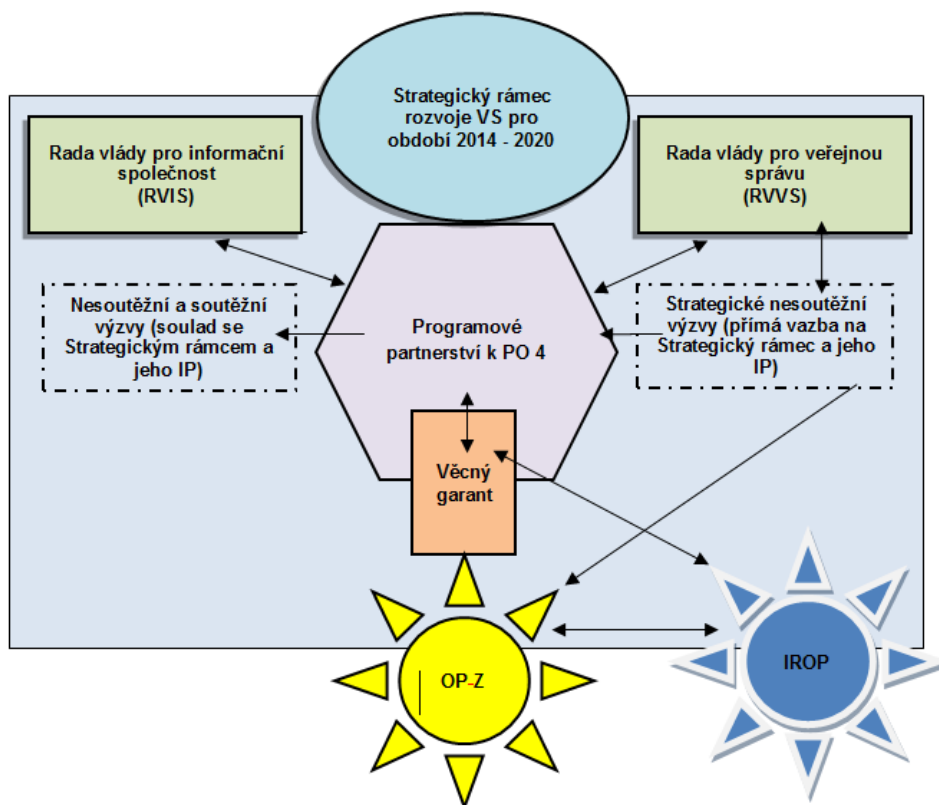 Strategický rámec
rozvoje VS pro
období 2014 - 2020
Rada vlády pro informační
společnost
(RVIS)
Rada vlády pro veřejnou
správu
(RVVS)
Nesoutěžní a soutěžní
výzvy (soulad se
Strategickým rámcem a
jeho IP)
Programové
partnerství k PO 4
Strategické nesoutěžní
výzvy (přímá vazba na
Strategický rámec a jeho
IP)
Věcný
garant
OP-Z
IROP